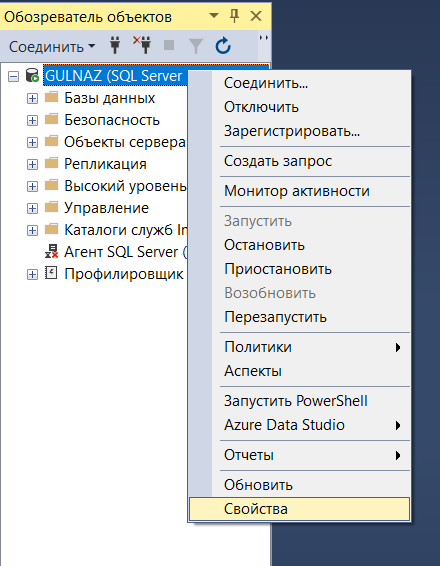 Обозреватель объектов
Соединить
GULNAZ (SQL Server
Базы данных
Безопасность
Объекты сервера
Репликация
Высокий уровень
Управление
Каталоги служб In
Агент SQL Server (
Профилировщик
Соединить...
Отключить
Зарегистрировать...
Создать запрос
Монитор активности
Запустить
Остановить
Приостановить
Возобновить
Перезапустить
Политики
Аспекты
Запустить PowerShell
Azure Data Studio
Отчеты
Обновить
Свойства